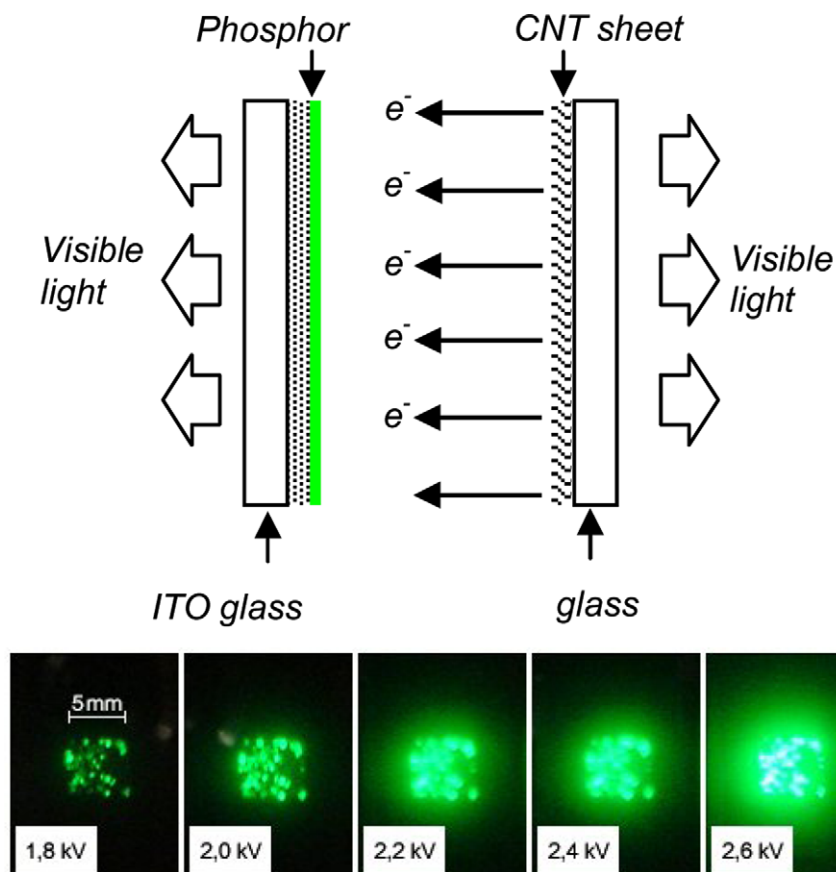 Phosphor
CNT sheet
e-
e-
e-
e-
e-
Visible
light
Visible
light
ITO glass
glass
5mm
1,8 kV
2,0 kV
2,2 kV
2,4 kV
2,6 kV